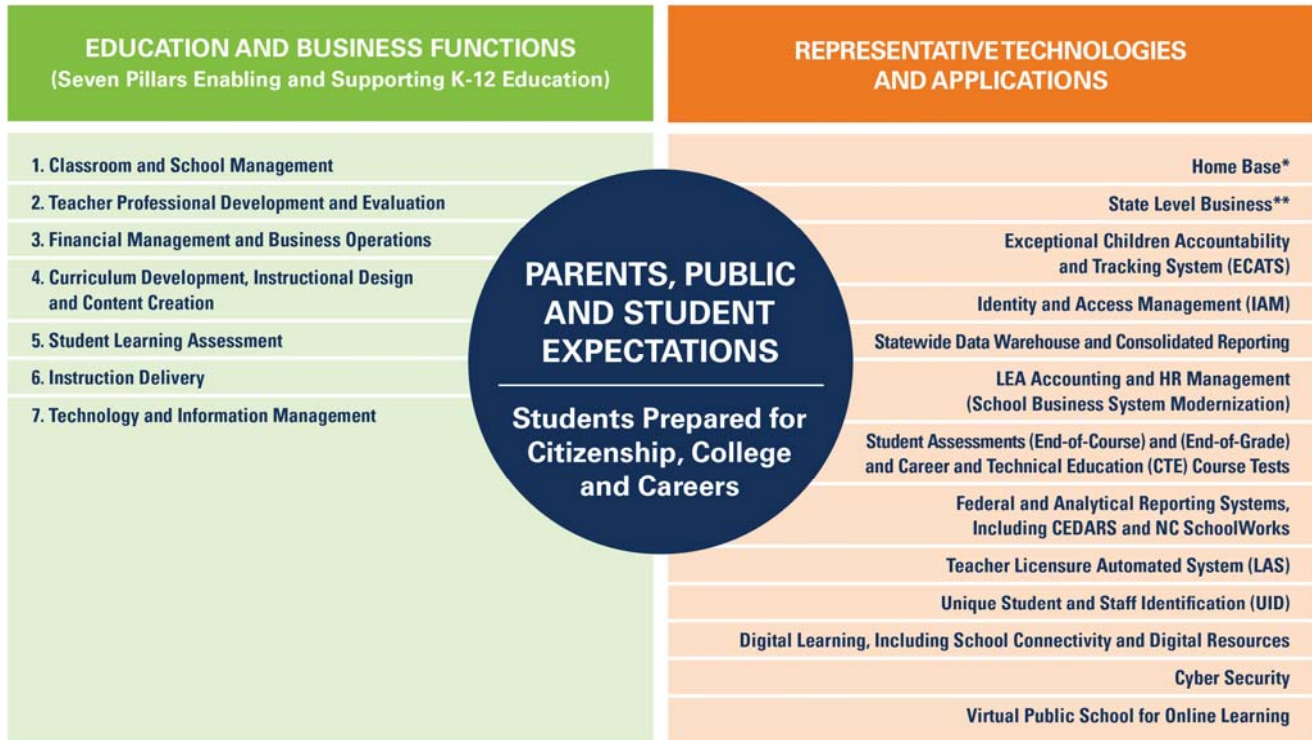 EDUCATION AND BUSINESS FUNCTIONS
(Seven Pillars Enabling and Supporting K-12 Education)
1. Classroom and School Management
2. Teacher Professional Development and Evaluation
3. Financial Management and Business Operations
4. Curriculum Development, Instructional Design
and Content Creation
5. Student Learning Assessment
6. Instruction Delivery
7. Technology and Information Management
PARENTS, PUBLIC
AND STUDENT
EXPECTATIONS
Students Prepared for
Citizenship, College
and Careers
REPRESENTATIVE TECHNOLOGIES
AND APPLICATIONS
Home Base*
State Level Business**
Exceptional Children Accountability
and Tracking System (ECATS)
Identity and Access Management (IAM)
Statewide Data Warehouse and Consolidated Reporting
LEA Accounting and HR Management
(School Business System Modernization)
Student Assessments (End-of-Course) and (End-of-Grade)
and Career and Technical Education (CTE) Course Tests
Federal and Analytical Reporting Systems,
Including CEDARS and NC SchoolWorks
Teacher Licensure Automated System (LAS)
Unique Student and Staff Identification (UID)
Digital Learning, Including School Connectivity and Digital Resources
Cyber Security
Virtual Public School for Online Learning